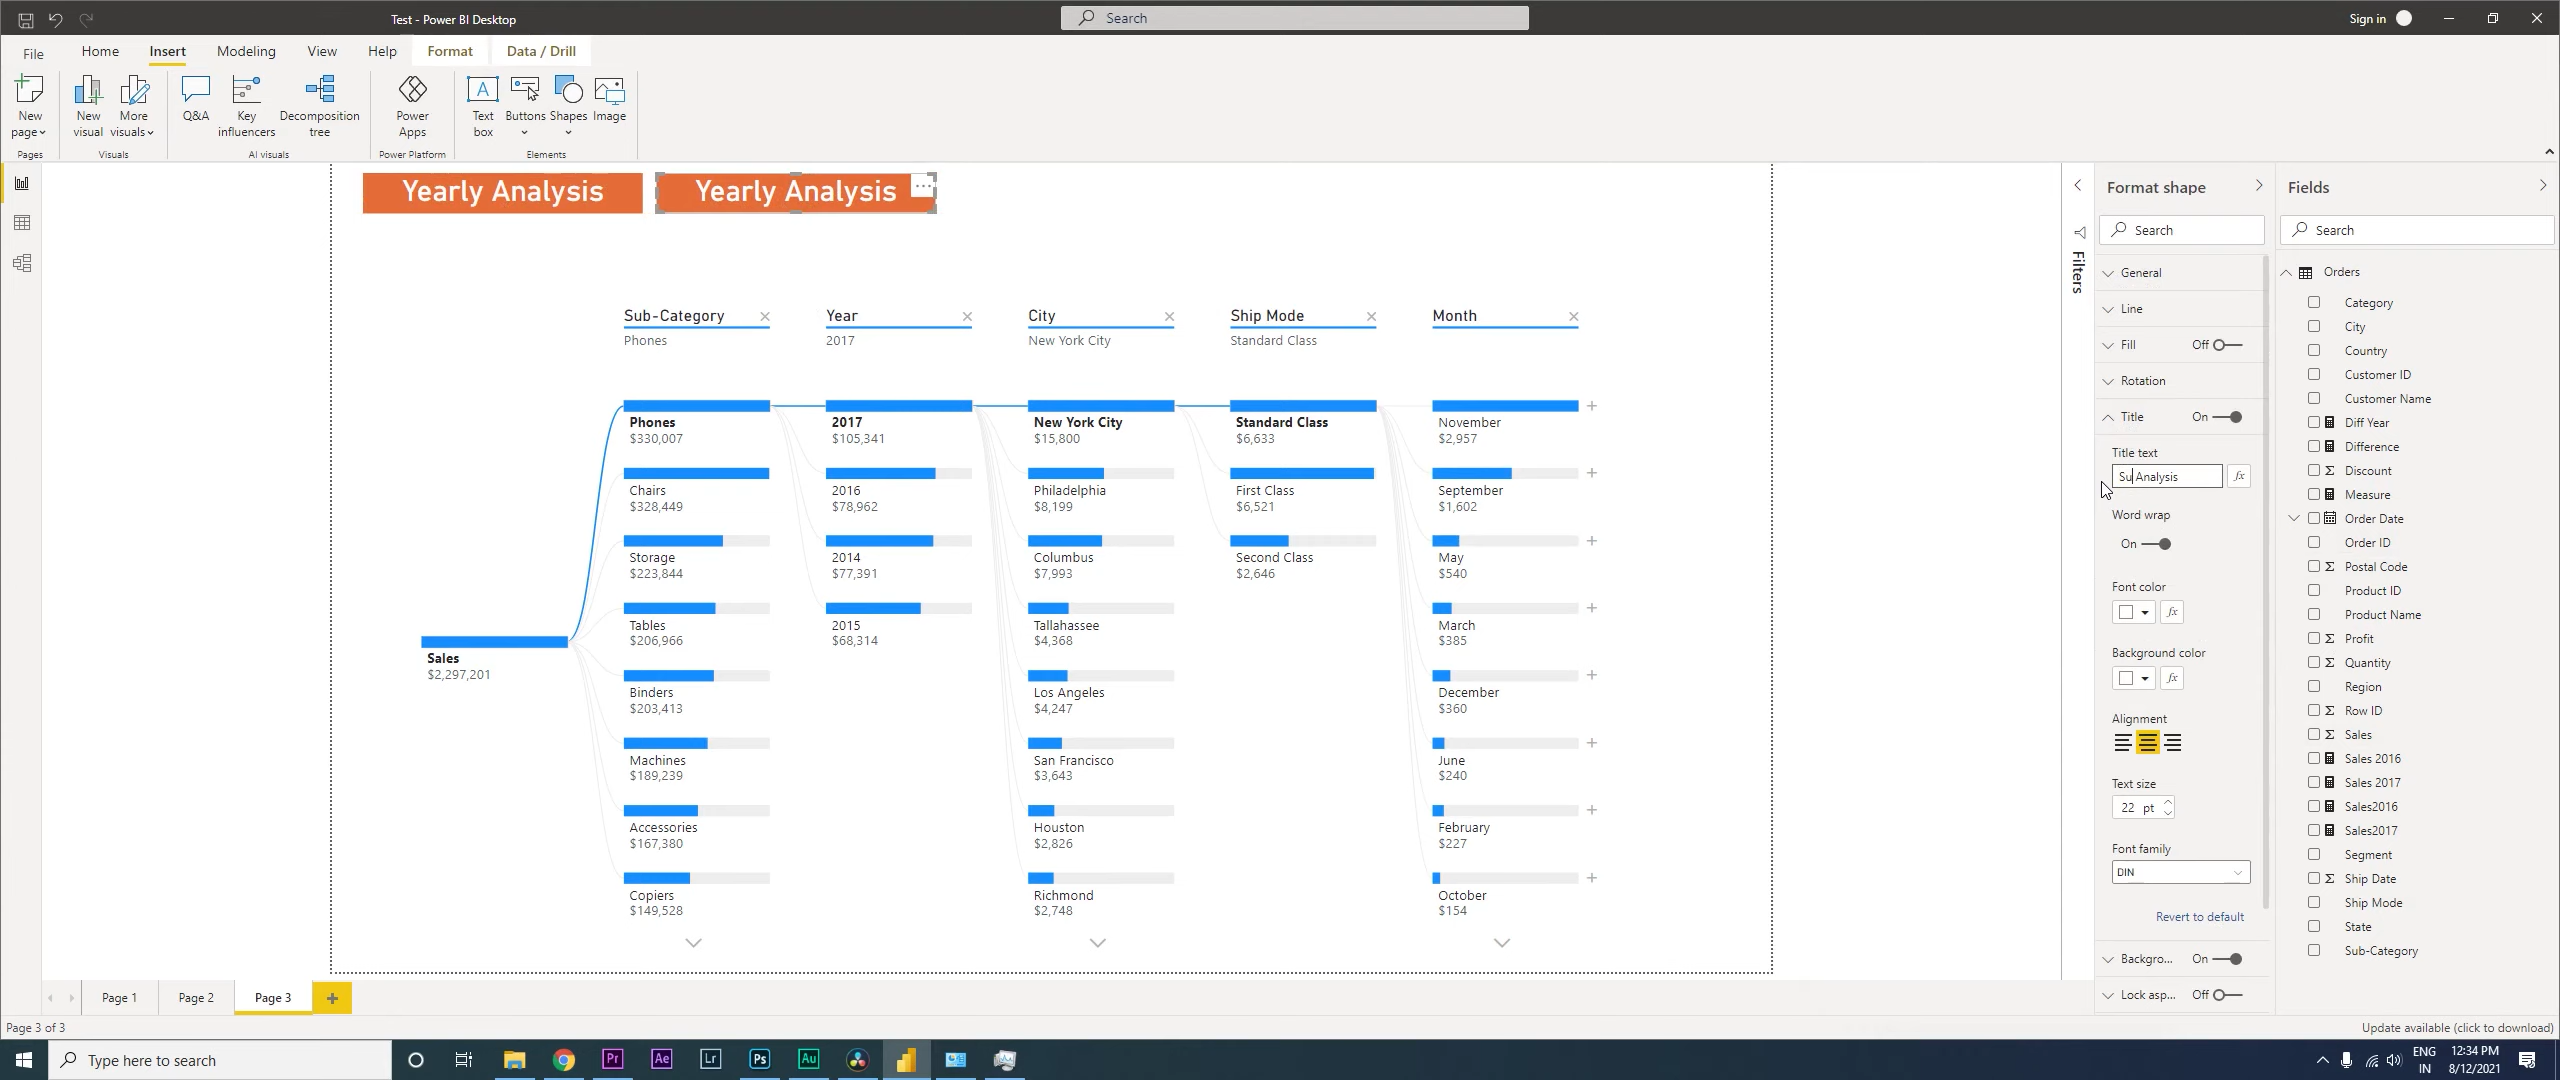 Test - Power BI Desktop
Search
Sign in
File
Home
Insert
Modeling
View
Help
Format
Data / Drill
New page
New visual
More visuals
Q&A
Key influencers
Decomposition tree
Power Apps
Text box
Buttons
Shapes
Image
Pages
Visuals
AI visuals
Power Platform
Elements
Yearly Analysis
Yearly Analysis
Sub-Category
Phones
Year
2017
City
New York City
Ship Mode
Standard Class
Month
Sales
$2,297,201
Phones
$330,007
Chairs
$328,449
Storage
$223,844
Tables
$206,966
Binders
$203,413
Machines
$189,239
Accessories
$167,380
Copiers
$149,528
2017
$105,341
2016
$78,962
2014
$77,391
2015
$68,314
New York City
$15,800
Philadelphia
$8,199
Columbus
$7,993
Tallahassee
$4,368
Los Angeles
$4,247
San Francisco
$3,643
Houston
$2,826
Richmond
$2,748
Standard Class
$6,633
First Class
$6,521
Second Class
$2,646
November
$2,957
September
$1,602
May
$540
March
$385
December
$360
June
$240
February
$227
October
$154
Filters
Format shape
Search
General
Line
Fill Off
Rotation
Title On
Title text
Su Analysis
fx
Word wrap
On
Font color
fx
Background color
fx
Alignment
Text size
22 pt
Font family
DIN
Revert to default
Backgro... On
Lock asp... Off
Fields
Search
Orders
Category
City
Country
Customer ID
Customer Name
Diff Year
Difference
Discount
Measure
Order Date
Order ID
Postal Code
Product ID
Product Name
Profit
Quantity
Region
Row ID
Sales
Sales 2016
Sales 2017
Sales2016
Sales2017
Segment
Ship Date
Ship Mode
State
Sub-Category
Page 1
Page 2
Page 3
Page 3 of 3
Update available (click to download)
Type here to search
Pr
Ae
Lr
Ps
Au
ENG
IN
12:34 PM
8/12/2021